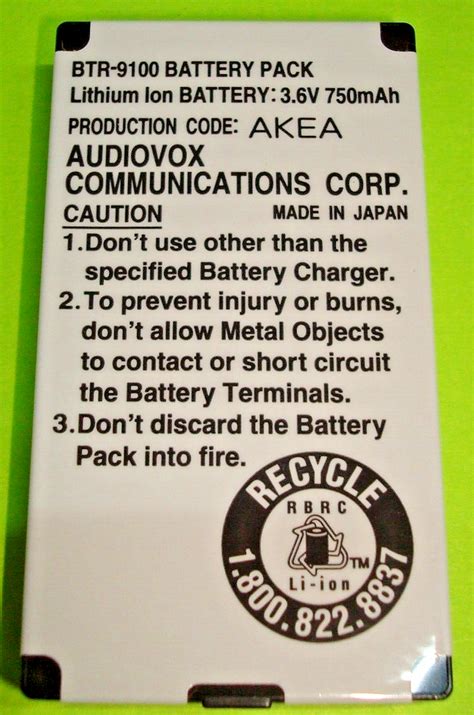 BTR-9100 BATTERY PACK
Lithium Ion BATTERY: 3.6V 750mAh
PRODUCTION CODE: AKEA
AUDIOVOX
COMMUNICATIONS CORP.
CAUTION MADE IN JAPAN
1.Don't use other than the
specified Battery Charger.
2.To prevent injury or burns,
don't allow Metal Objects
to contact or short circuit
the Battery Terminals.
3.Don't discard the Battery
Pack into fire.
RECYCLE
RBRC
TM
Li-ion
1.800.822.8837